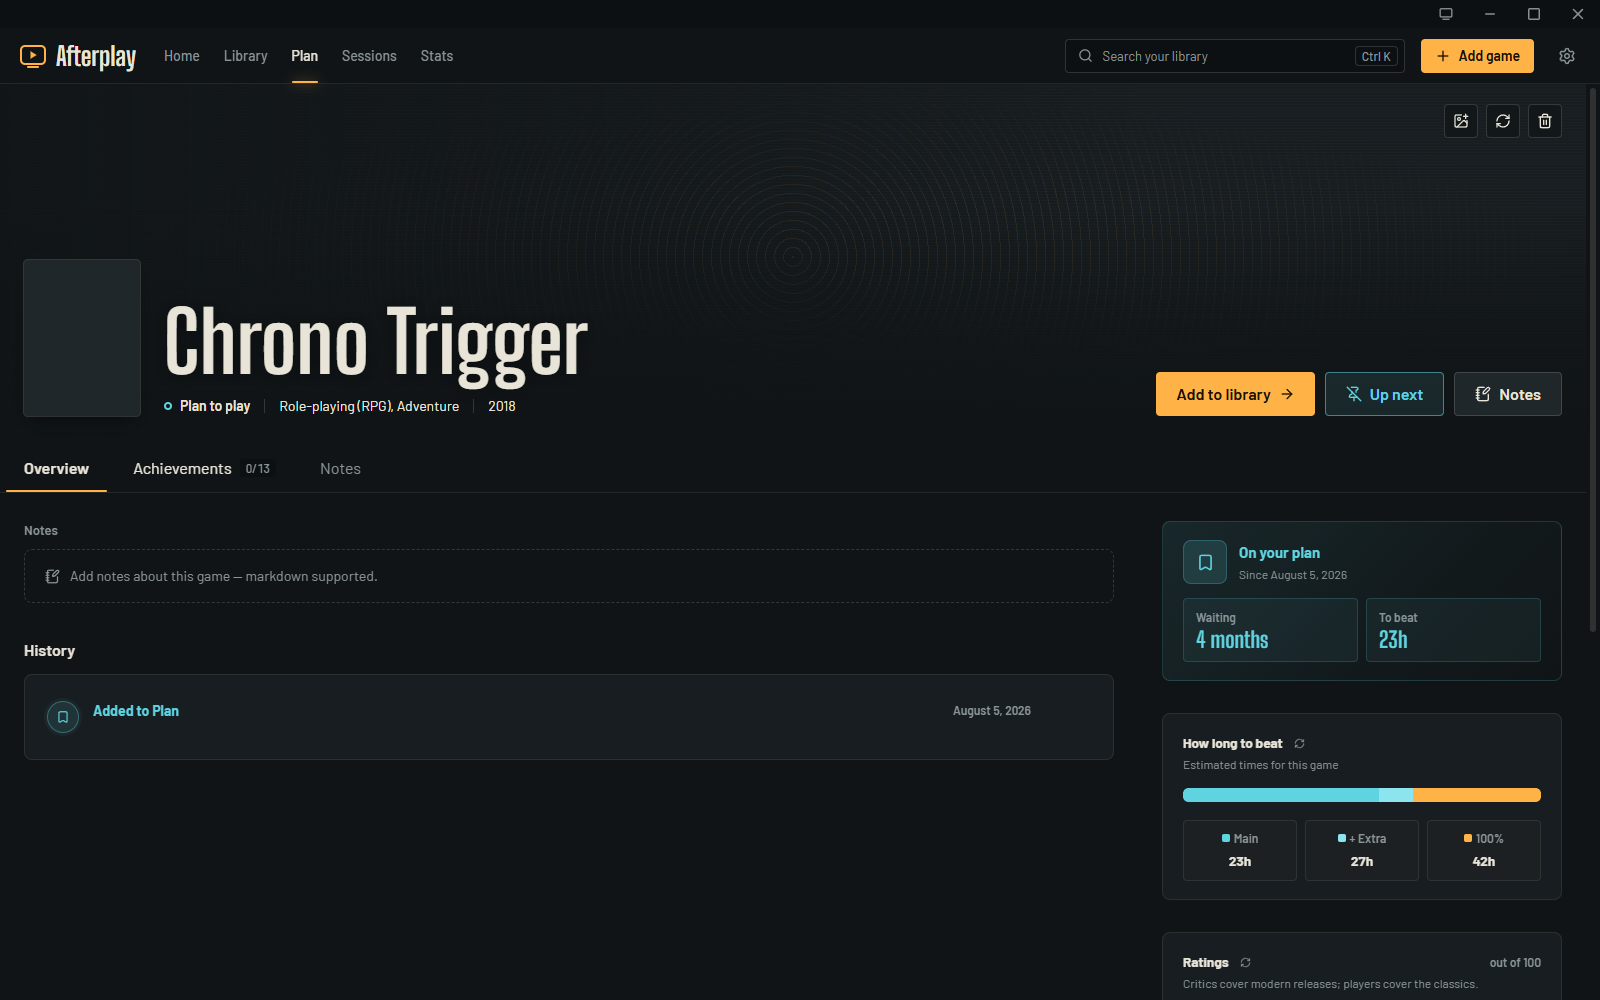 Afterplay
Home
Library
Plan
Sessions
Stats
Search your library
Ctrl K
Add game
Chrono Trigger
Plan to play
Role-playing (RPG), Adventure
2018
Add to library
Up next
Notes
Overview
Achievements
0/13
Notes
Notes
Add notes about this game — markdown supported.
History
Added to Plan
August 5, 2026
On your plan
Since August 5, 2026
Waiting
4 months
To beat
23h
How long to beat
Estimated times for this game
Main
23h
+ Extra
27h
100%
42h
Ratings
out of 100
Critics cover modern releases; players cover the classics.